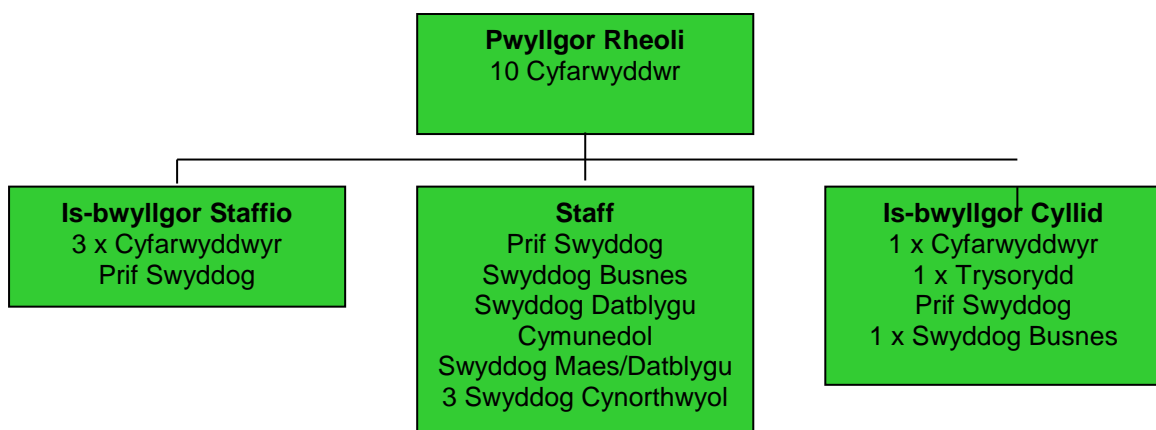 Pwyllgor Rheoli
10 Cyfarwyddwr
Is-bwyllgor Staffio
3 x Cyfarwyddwyr
Prif Swyddog
Staff
Prif Swyddog
Swyddog Busnes
Swyddog Datblygu
Cymunedol
Swyddog Maes/Datblygu
3 Swyddog Cynorthwyol
Is-bwyllgor Cyllid
1 x Cyfarwyddwyr
1 x Trysorydd
Prif Swyddog
1 x Swyddog Busnes